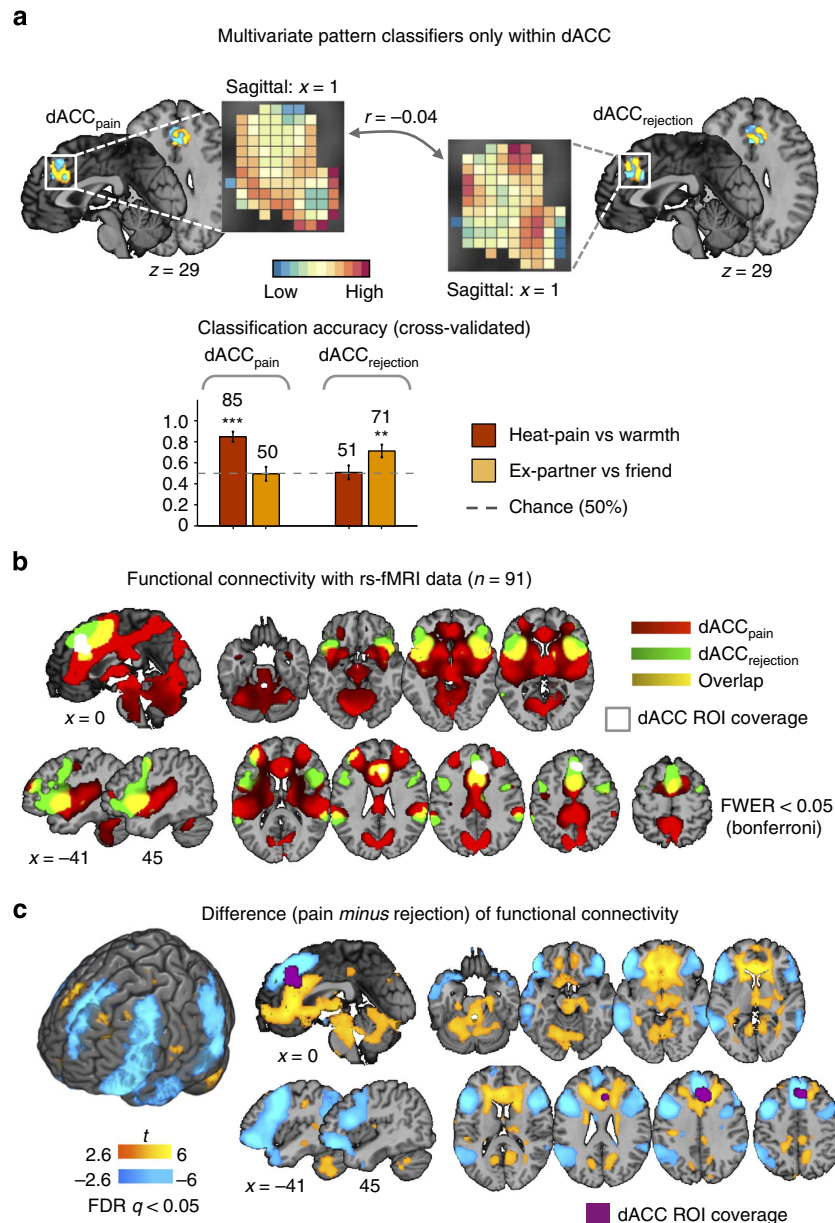 a
Multivariate pattern classifiers only within dACC
Sagittal: x = 1
dACCpain
r = −0.04
dACCrejection
z = 29
Low High
Sagittal: x = 1
z = 29
Classification accuracy (cross-validated)
dACCpain dACCrejection
85
***
50
51
71
**
1.0
0.8
0.6
0.4
0.2
0
Heat-pain vs warmth
Ex-partner vs friend
Chance (50%)
b
Functional connectivity with rs-fMRI data (n = 91)
dACCpain
dACCrejection
Overlap
dACC ROI coverage
x = 0
FWER < 0.05
(bonferroni)
x = −41 45
c
Difference (pain minus rejection) of functional connectivity
x = 0
t
2.6 6
−2.6 −6
FDR q < 0.05
x = −41 45
dACC ROI coverage